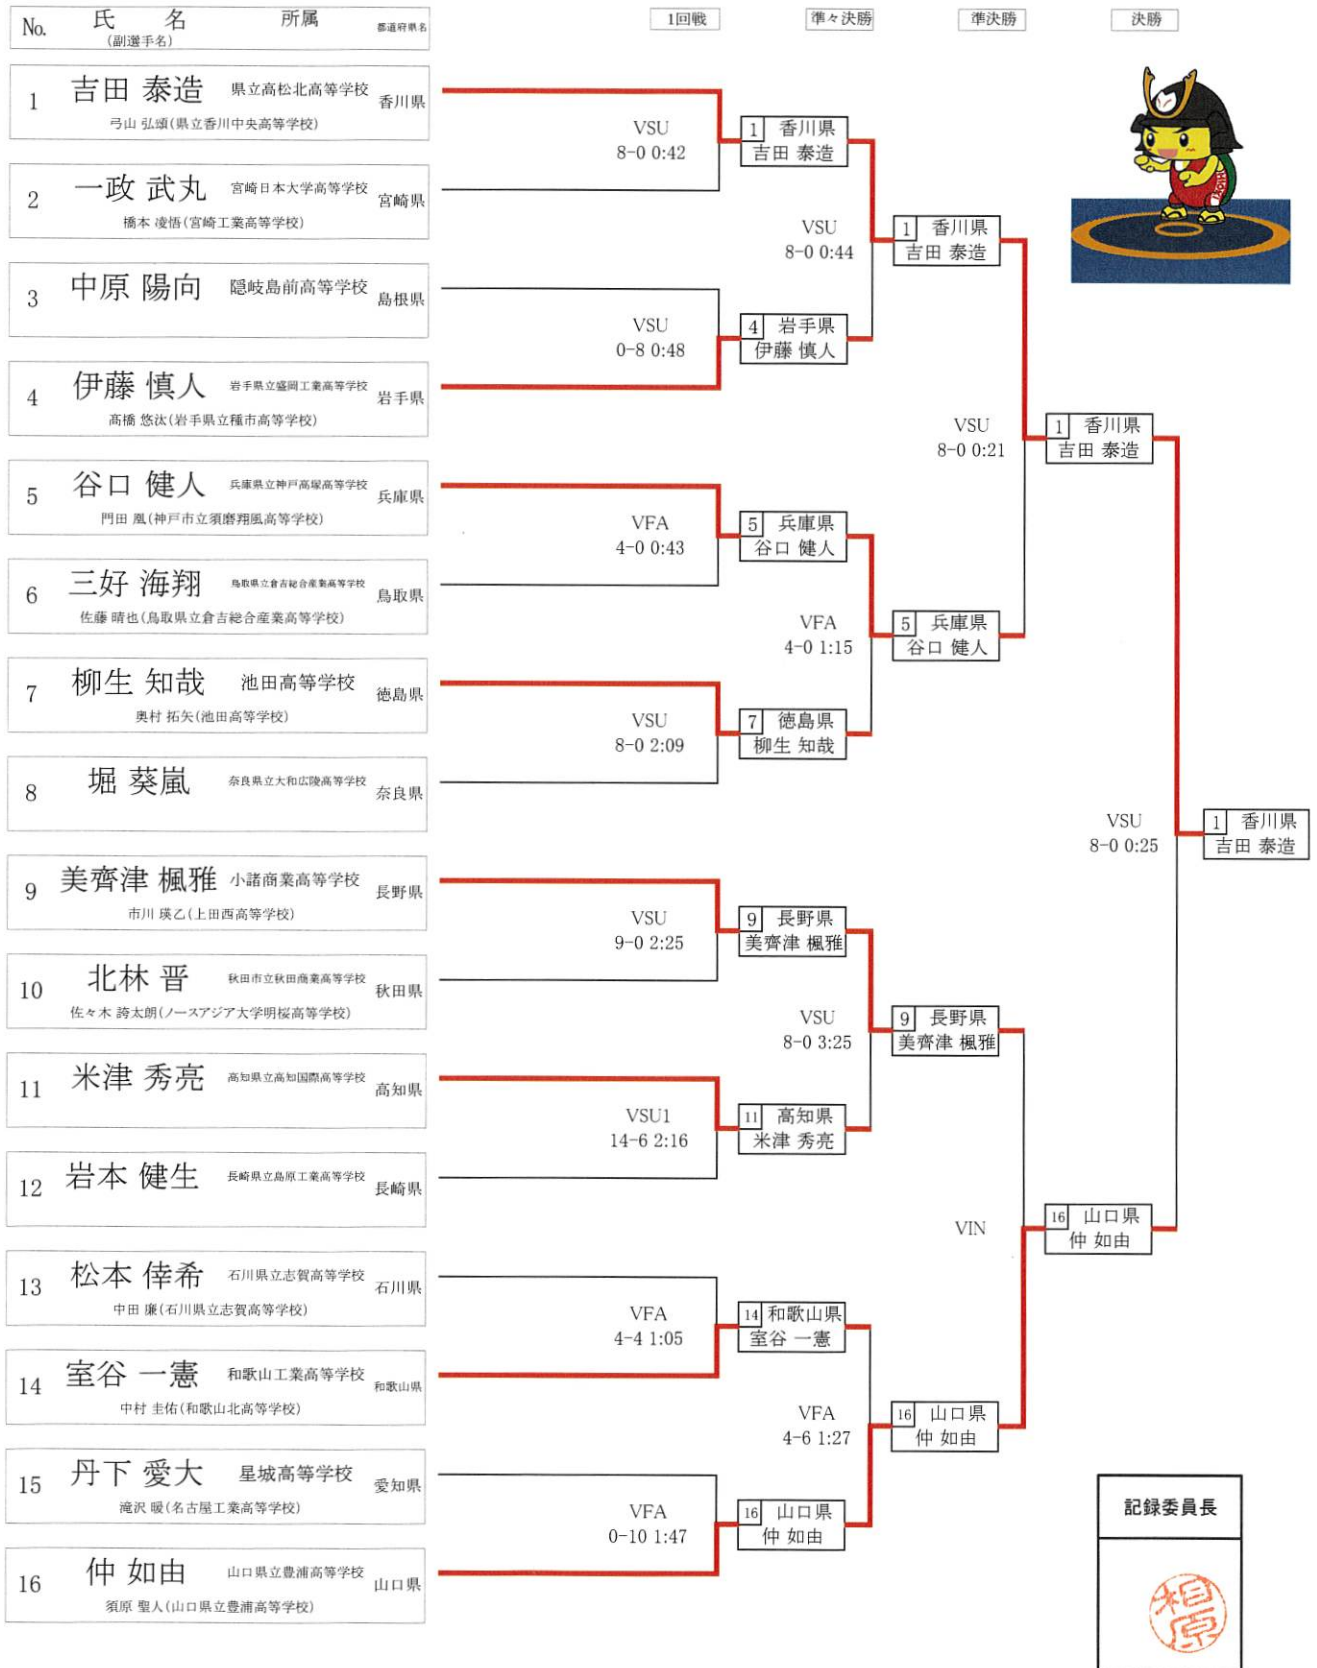 No. 氏 名 所属 都道府県名
(副選手名)
1回戦 準々決勝 準決勝 決勝
1 吉田 泰造 県立高松北高等学校 香川県
弓山 弘頌(県立香川中央高等学校)
2 一政 武丸 宮崎日本大学高等学校 宮崎県
橋本 凌悟(宮崎工業高等学校)
3 中原 陽向 隠岐島前高等学校 島根県
4 伊藤 慎人 岩手県立盛岡工業高等学校 岩手県
髙橋 悠汰(岩手県立種市高等学校)
5 谷口 健人 兵庫県立神戸高塚高等学校 兵庫県
門田 凰(神戸市立須磨翔風高等学校)
6 三好 海翔 鳥取県立倉吉総合産業高等学校 鳥取県
佐藤 晴也(鳥取県立倉吉総合産業高等学校)
7 柳生 知哉 池田高等学校 徳島県
奥村 拓矢(池田高等学校)
8 堀 葵嵐 奈良県立大和広陵高等学校 奈良県
9 美齊津 楓雅 小諸商業高等学校 長野県
市川 瑛乙(上田西高等学校)
10 北林 晋 秋田市立秋田商業高等学校 秋田県
佐々木 誇太朗(ノースアジア大学明桜高等学校)
11 米津 秀亮 高知県立高知国際高等学校 高知県
12 岩本 健生 長崎県立島原工業高等学校 長崎県
13 松本 倖希 石川県立志賀高等学校 石川県
中田 廉(石川県立志賀高等学校)
14 室谷 一憲 和歌山工業高等学校 和歌山県
中村 圭佑(和歌山北高等学校)
15 丹下 愛大 星城高等学校 愛知県
滝沢 暖(名古屋工業高等学校)
16 仲 如由 山口県立豊浦高等学校 山口県
須原 聖人(山口県立豊浦高等学校)
VSU
8-0 0:42
1 香川県
吉田 泰造
VSU
0-8 0:48
4 岩手県
伊藤 慎人
VFA
4-0 0:43
5 兵庫県
谷口 健人
VSU
8-0 2:09
7 徳島県
柳生 知哉
VSU
9-0 2:25
9 長野県
美齊津 楓雅
VSU1
14-6 2:16
11 高知県
米津 秀亮
VFA
4-4 1:05
14 和歌山県
室谷 一憲
VFA
0-10 1:47
16 山口県
仲 如由
VSU
8-0 0:44
1 香川県
吉田 泰造
VFA
4-0 1:15
5 兵庫県
谷口 健人
VSU
8-0 3:25
9 長野県
美齊津 楓雅
VFA
4-6 1:27
16 山口県
仲 如由
VSU
8-0 0:21
1 香川県
吉田 泰造
VIN
16 山口県
仲 如由
VSU
8-0 0:25
1 香川県
吉田 泰造
記録委員長
相原